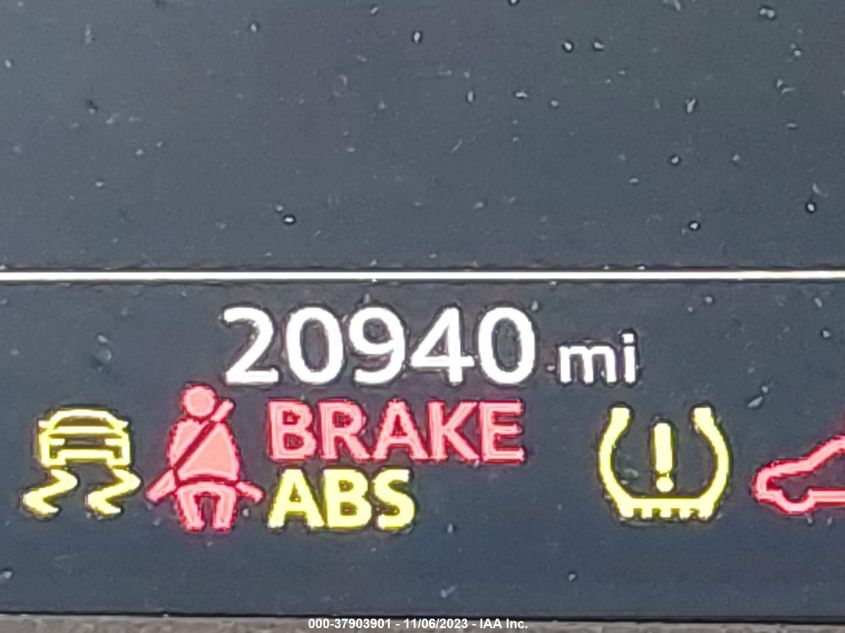 20940 mi
BRAKE
ABS
000-37903901 - 11/06/2023 - IAA Inc.